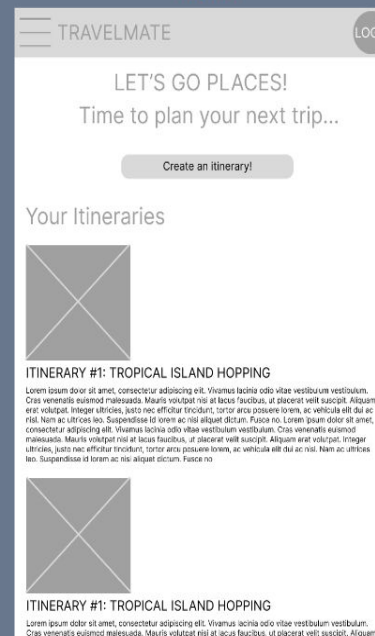 TRAVELMATE
LOG
LET'S GO PLACES!
Time to plan your next trip...
Create an itinerary!
Your Itineraries
ITINERARY #1: TROPICAL ISLAND HOPPING
Lorem ipsum dolor sit amet, consectetur adipiscing elit. Vivamus lacinia odio vitae vestibulum vestibulum.
Cras venenatis euismod malesuada. Mauris volutpat nisi at lacus faucibus, ut placerat velit suscipit. Aliquam
erat volutpat. Integer ultricies, justo nec efficitur tincidunt, tortor arcu posuere lorem, ac vehicula elit dui ac
nisl. Nam ac ultrices leo. Suspendisse id lorem ac nisi aliquet dictum. Fusce no. Lorem ipsum dolor sit amet,
consectetur adipiscing elit. Vivamus lacinia odio vitae vestibulum vestibulum. Cras venenatis euismod
malesuada. Mauris volutpat nisi at lacus faucibus, ut placerat velit suscipit. Aliquam erat volutpat. Integer
ultricies, justo nec efficitur tincidunt, tortor arcu posuere lorem, ac vehicula elit dui ac nisl. Nam ac ultrices
leo. Suspendisse id lorem ac nisi aliquet dictum. Fusce no
ITINERARY #1: TROPICAL ISLAND HOPPING
Lorem ipsum dolor sit amet, consectetur adipiscing elit. Vivamus lacinia odio vitae vestibulum vestibulum.
Cras venenatis euismod malesuada. Mauris volutpat nisi at lacus faucibus, ut placerat velit suscipit. Aliquam